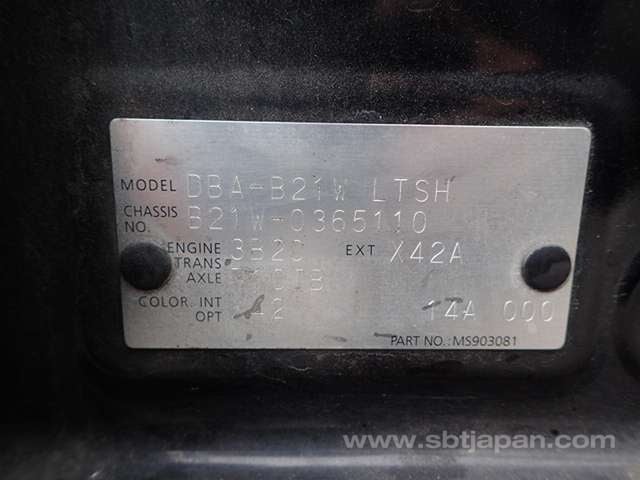 MODEL DBA-B21W LTSH
CHASSIS NO. B21W-0365110
ENGINE 3B20 EXT X42A
TRANS AXLE
COLOR. INT 42
OPT 14A 000
PART NO.:MS903081
www.sbtjapan.com